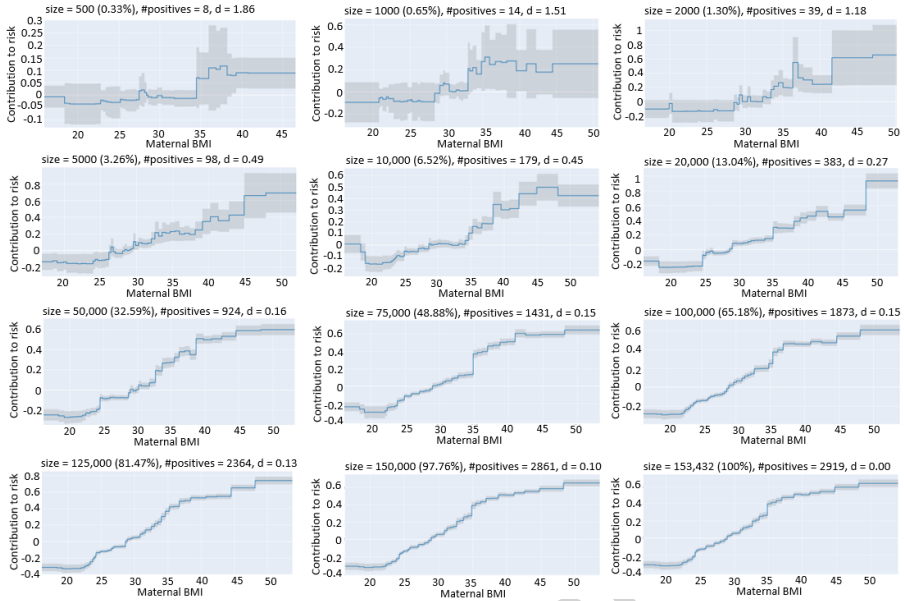 size = 500 (0.33%), #positives = 8, d = 1.86
size = 1000 (0.65%), #positives = 14, d = 1.51
size = 2000 (1.30%), #positives = 39, d = 1.18
Contribution to risk
0.3
0.25
0.2
0.15
0.1
0.05
0
-0.05
0.1
20 25 30 35 40 45
Maternal BMI
Contribution to risk
0.6
0.4
0.2
0
-0.2
20 25 30 35 40 45 50
Maternal BMI
Contribution to risk
1
0.8
0.6
0.4
0.2
0
-0.2
20 25 30 35 40 45 50
Maternal BMI
size = 5000 (3.26%), #positives = 98, d = 0.49
size = 10,000 (6.52%), #positives = 179, d = 0.45
size = 20,000 (13.04%), #positives = 383, d = 0.27
Contribution to risk
0.8
0.6
0.4
0.2
0
-0.2
20 25 30 35 40 45 50
Maternal BMI
Contribution to risk
0.6
0.5
0.4
0.3
0.2
0.1
0
-0.1
-0.2
20 25 30 35 40 45 50
Maternal BMI
Contribution to risk
1
0.8
0.6
0.4
0.2
0
-0.2
20 25 30 35 40 45 50
Maternal BMI
size = 50,000 (32.59%), #positives = 924, d = 0.16
size = 75,000 (48.88%), #positives = 1431, d = 0.15
size = 100,000 (65.18%), #positives = 1873, d = 0.15
Contribution to risk
0.6
0.4
0.2
0
-0.2
20 25 30 35 40 45 50
Maternal BMI
Contribution to risk
0.6
0.4
0.2
0
-0.2
20 25 30 35 40 45 50
Maternal BMI
Contribution to risk
0.6
0.4
0.2
0
-0.2
20 25 30 35 40 45 50
Maternal BMI
size = 125,000 (81.47%), #positives = 2364, d = 0.13
size = 150,000 (97.76%), #positives = 2861, d = 0.10
size = 153,432 (100%), #positives = 2919, d = 0.00
Contribution to risk
0.8
0.6
0.4
0.2
0
-0.2
-0.4
20 25 30 35 40 45 50
Maternal BMI
Contribution to risk
0.6
0.4
0.2
0
-0.2
-0.4
20 25 30 35 40 45 50
Maternal BMI
Contribution to risk
0.6
0.4
0.2
0
-0.2
-0.4
20 25 30 35 40 45 50
Maternal BMI